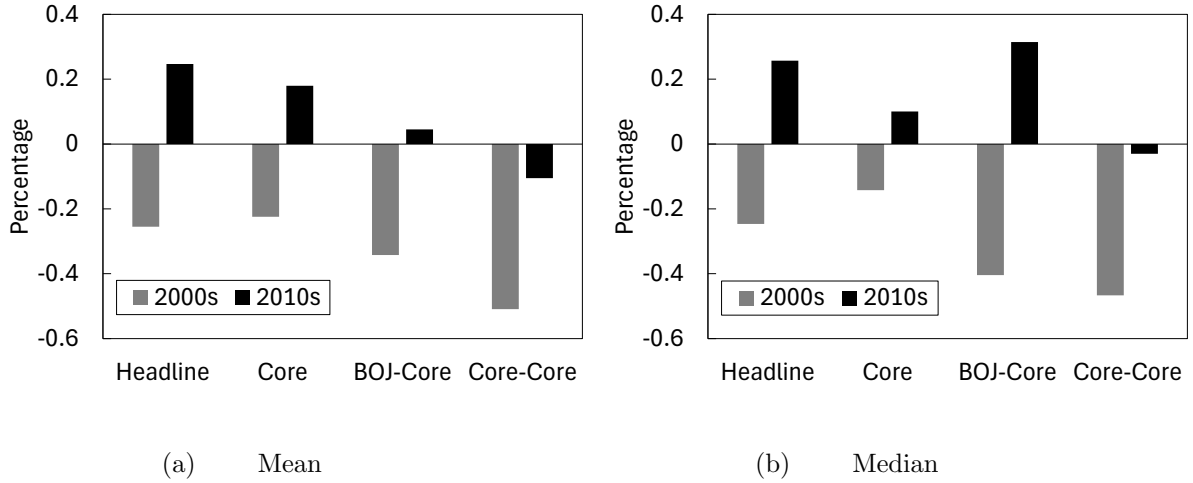 0.4
0.2
0
-0.2
-0.4
-0.6
Percentage
2000s 2010s
Headline Core BOJ-Core Core-Core
(a) Mean
0.4
0.2
0
-0.2
-0.4
-0.6
Percentage
2000s 2010s
Headline Core BOJ-Core Core-Core
(b) Median